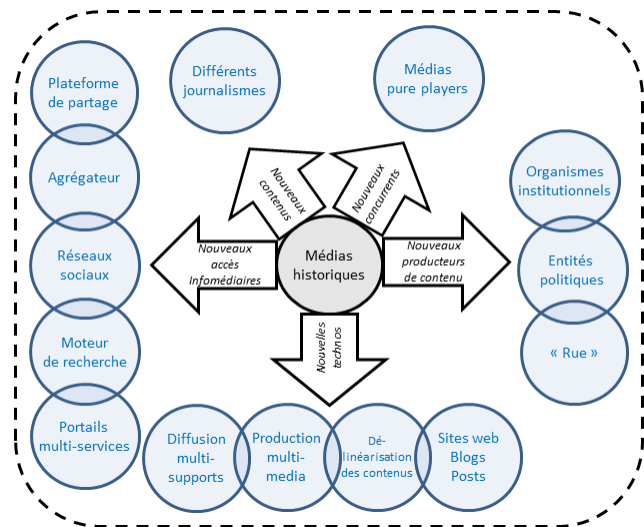 Plateforme
de partage
Différents
journalismes
Médias
pure players
Agrégateur
Organismes
institutionnels
Nouveaux
contenus
Nouveaux
concurrents
Réseaux
sociaux
Nouveaux
accès
Infomédiaires
Médias
historiques
Nouveaux
producteurs
de contenu
Entités
politiques
Moteur
de recherche
Nouvelles
technos
« Rue »
Portails
multi-services
Diffusion
multi-
supports
Production
multi-
media
Dé-
linéarisation
des contenus
Sites web
Blogs
Posts